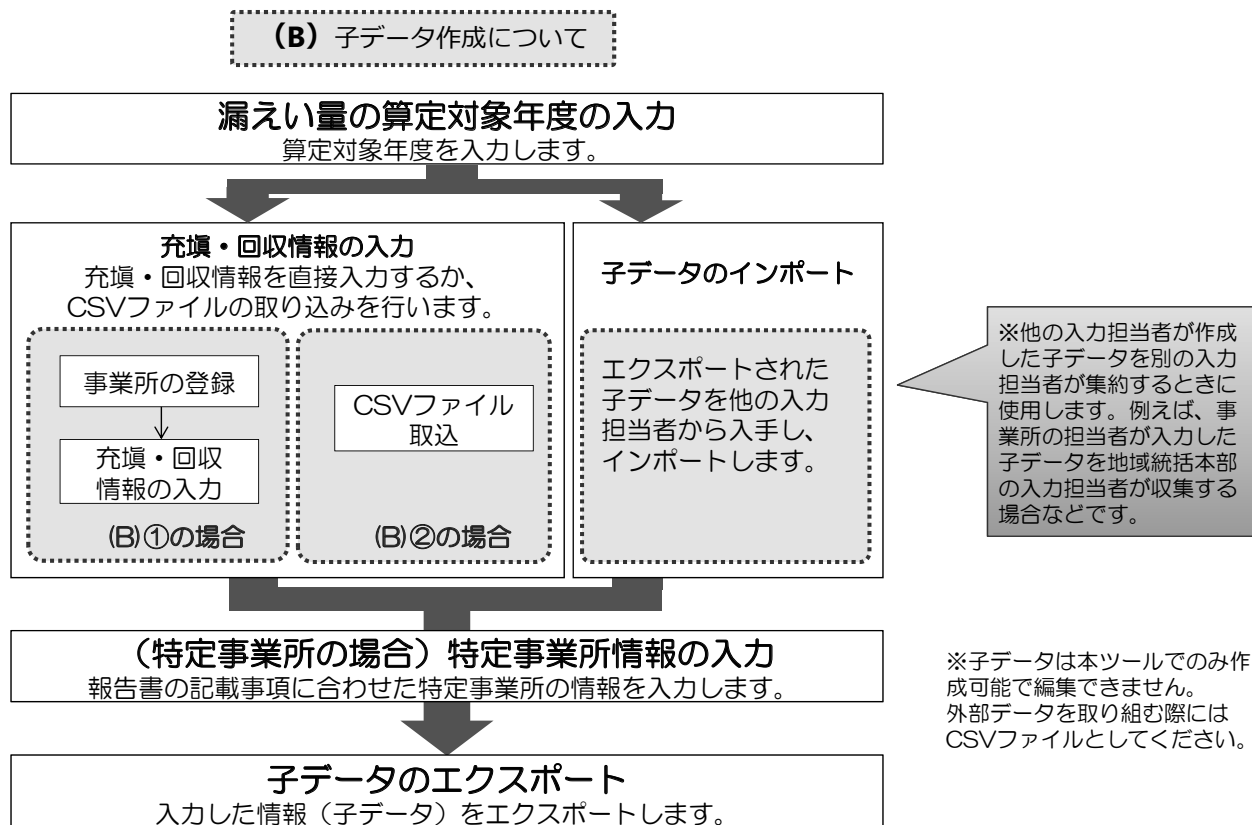 (B)子データ作成について
漏えい量の算定対象年度の入力
算定対象年度を入力します。
充塡・回収情報の入力
充塡・回収情報を直接入力するか、
CSVファイルの取り込みを行います。
事業所の登録
充塡・回収
情報の入力
(B)①の場合
CSVファイル
取込
(B)②の場合
子データのインポート
エクスポートされた
子データを他の入力
担当者から入手し、
インポートします。
※他の入力担当者が作成
した子データを別の入力
担当者が集約するときに
使用します。例えば、事
業所の担当者が入力した
子データを地域統括本部
の入力担当者が収集する
場合などです。
(特定事業所の場合)特定事業所情報の入力
報告書の記載事項に合わせた特定事業所の情報を入力します。
※子データは本ツールでのみ作
成可能で編集できません。
外部データを取り組む際には
CSVファイルとしてください。
子データのエクスポート
入力した情報(子データ)をエクスポートします。